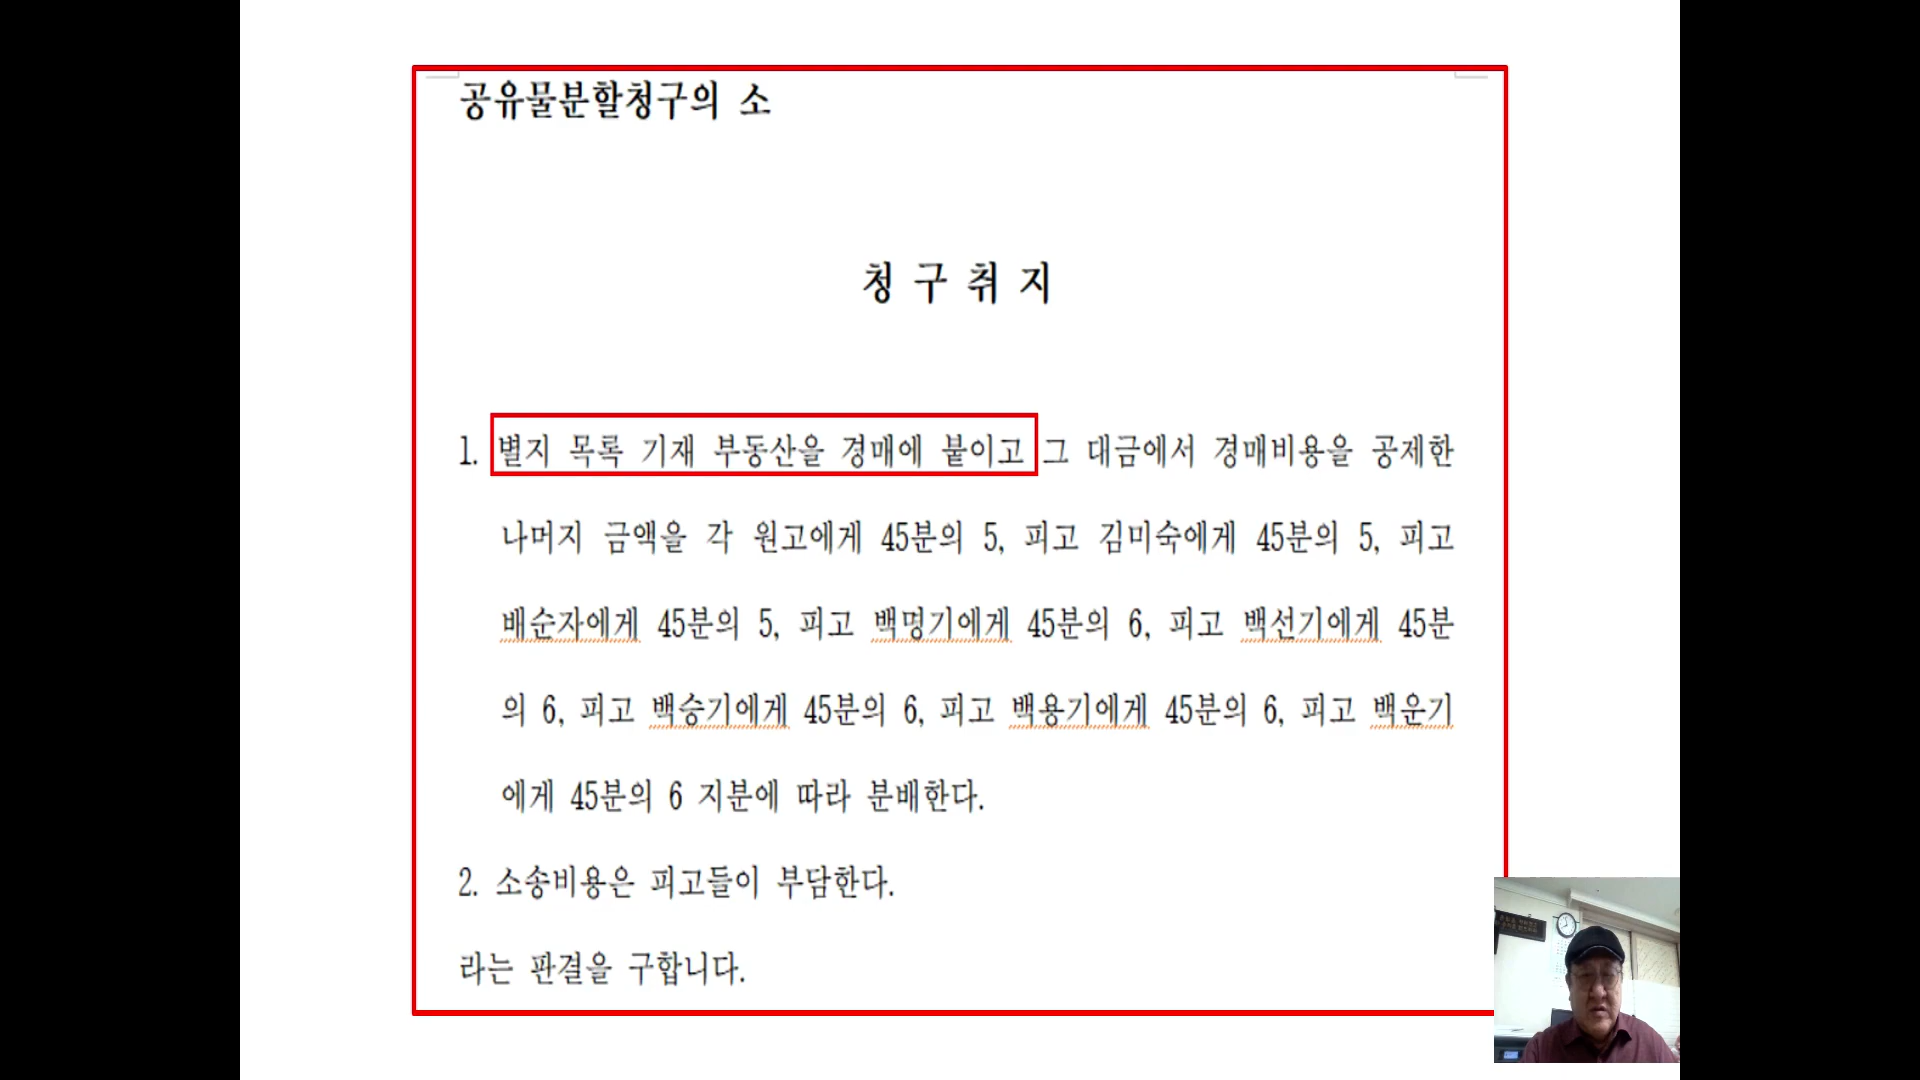 공유물분할청구의 소
청 구 취 지
1. 별지 목록 기재 부동산을 경매에 붙이고 그 대금에서 경매비용을 공제한
나머지 금액을 각 원고에게 45분의 5, 피고 김미숙에게 45분의 5, 피고
배순자에게 45분의 5, 피고 백명기에게 45분의 6, 피고 백선기에게 45분
의 6, 피고 백승기에게 45분의 6, 피고 백용기에게 45분의 6, 피고 백운기
에게 45분의 6 지분에 따라 분배한다.
2. 소송비용은 피고들이 부담한다.
라는 판결을 구합니다.